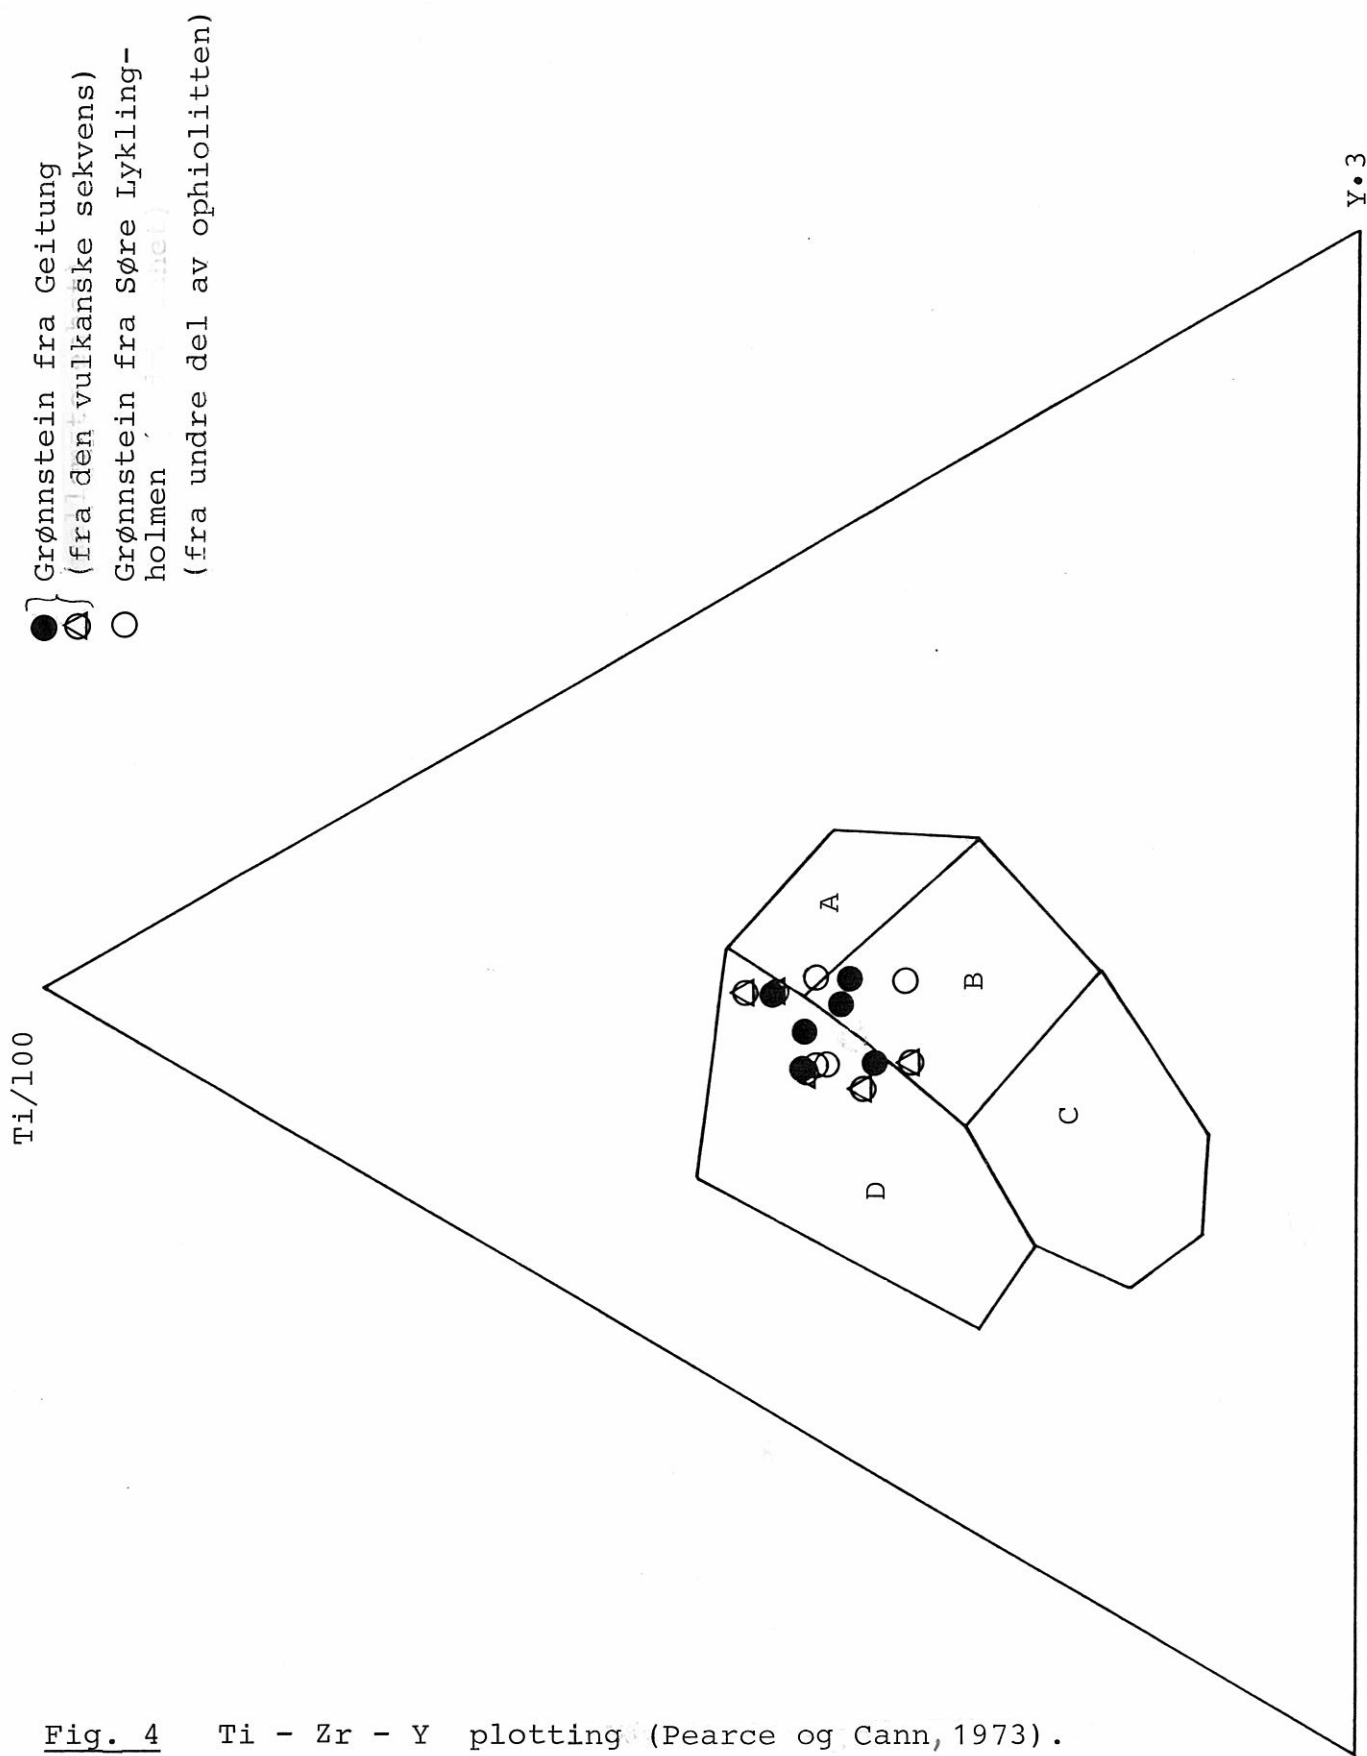 Grønnstein fra Geitung
(fra den vulkanske sekvens)
Grønnstein fra Søre Lykling-
holmen
(fra undre del av ophiolitten)
Ti/100
A
B
C
D
Y·3
Fig. 4 Ti - Zr - Y plotting (Pearce og Cann, 1973).